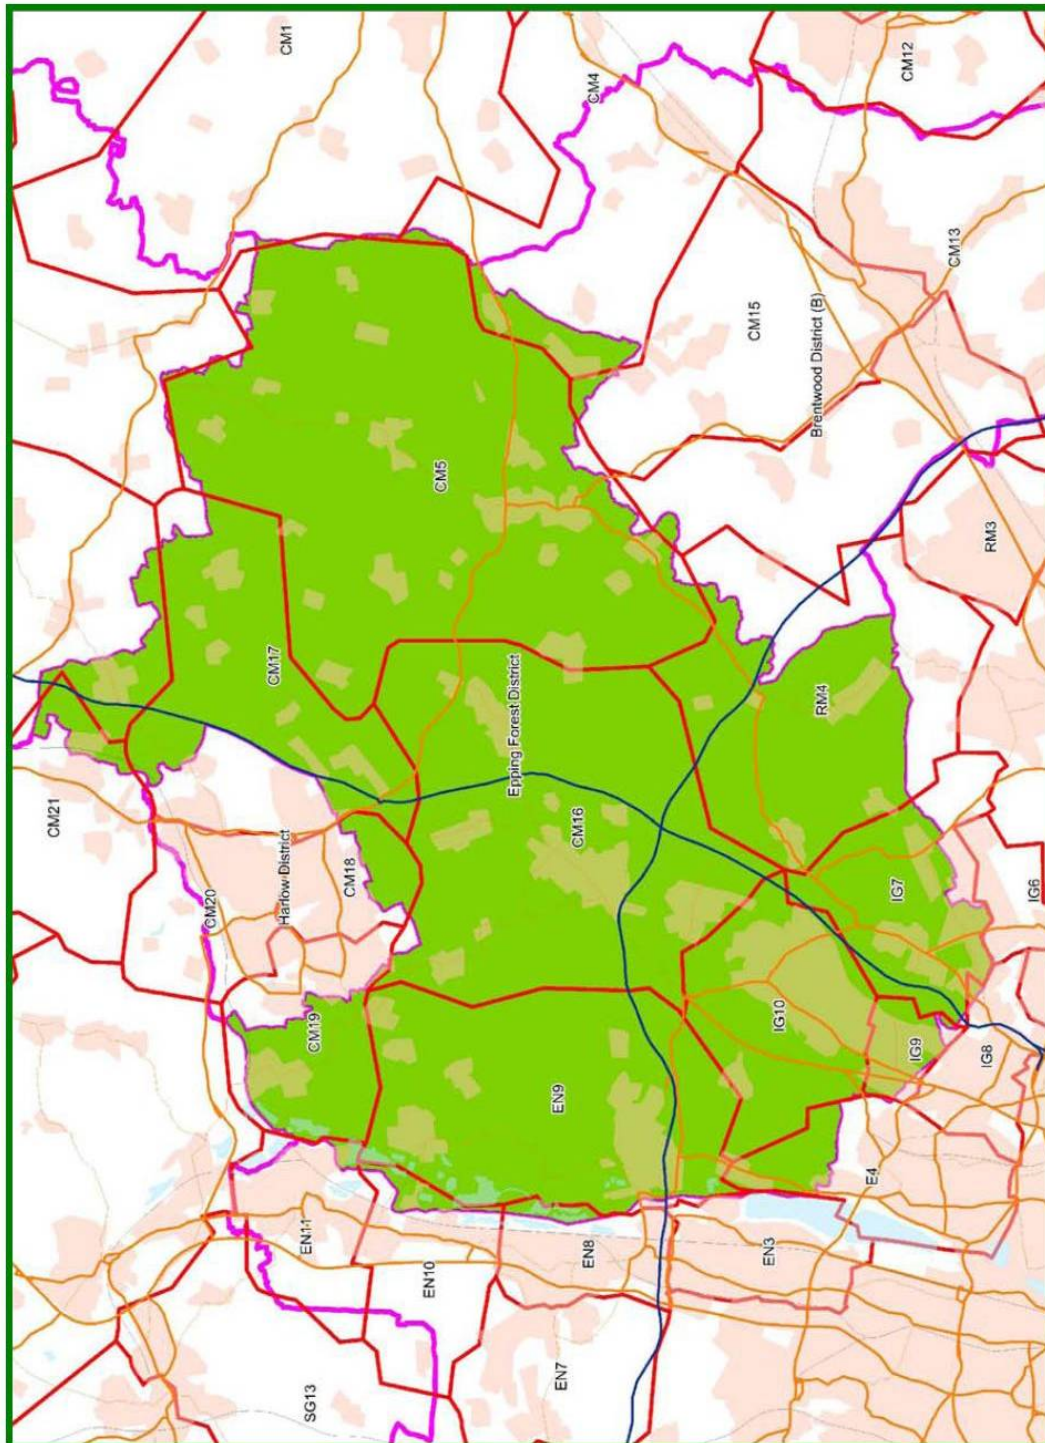 CM21
CM20
CM17
Harlow District
CM1
EN11
SG13
CM19
CM18
EN10
CM5
Epping Forest District
EN7
EN9
CM16
EN8
CM4
CM15
EN3
IG10
Brentwood District (B)
RM4
E4
IG7
CM12
IG9
CM13
IG8
RM3
IG6